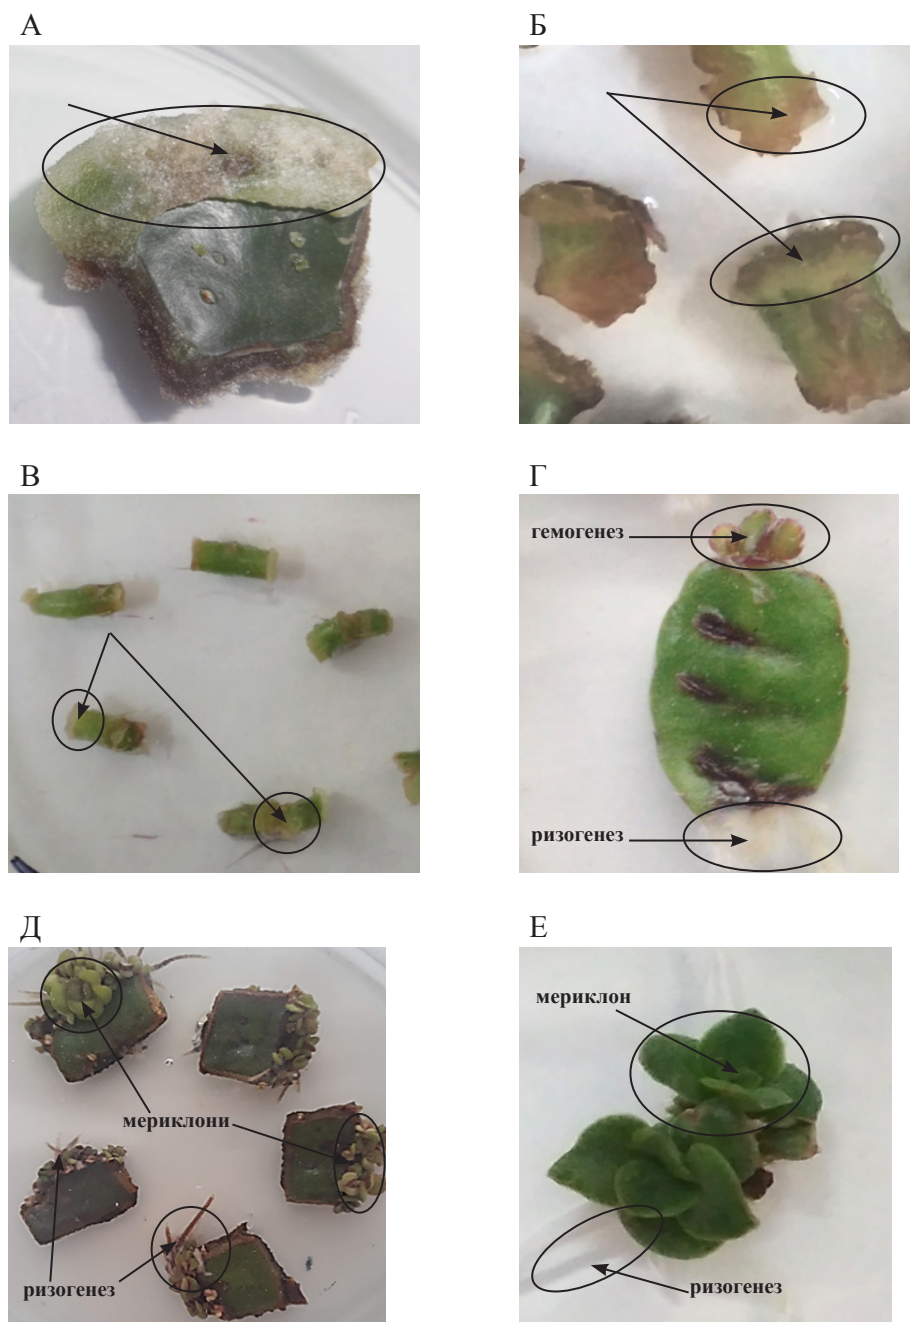 А
Б
В
Г
гемогенез
ризогенез
Д
мериклони
ризогенез
Е
мериклон
ризогенез